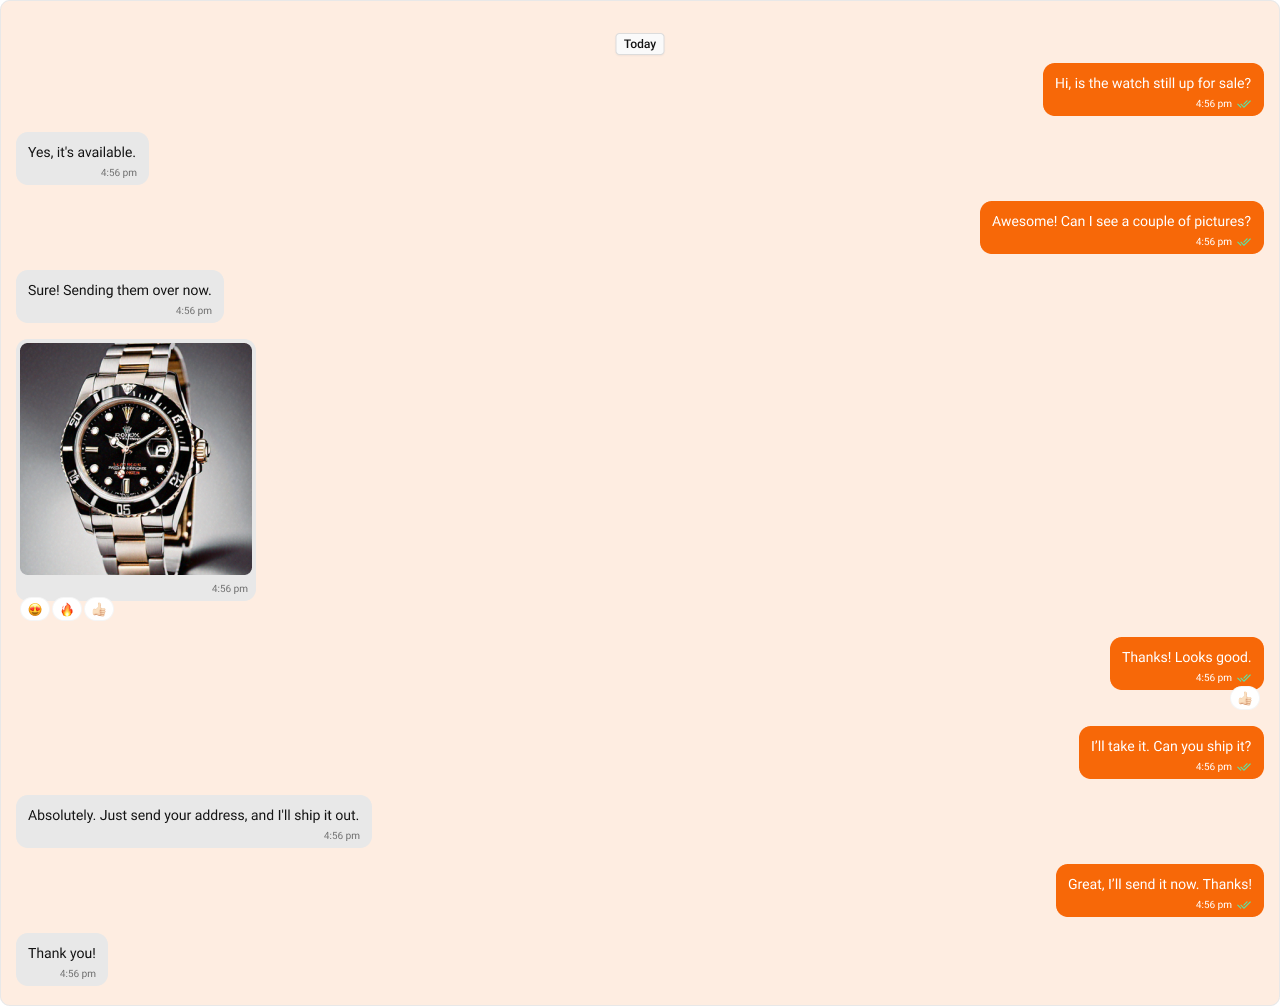 Today
Hi, is the watch still up for sale?
4:56 pm
Yes, it's available.
4:56 pm
Awesome! Can I see a couple of pictures?
4:56 pm
Sure! Sending them over now.
4:56 pm
20
05
4:56 pm
Thanks! Looks good.
4:56 pm
I'll take it. Can you ship it?
4:56 pm
Absolutely. Just send your address, and I'll ship it out.
4:56 pm
Great, I'll send it now. Thanks!
4:56 pm
Thank you!
4:56 pm